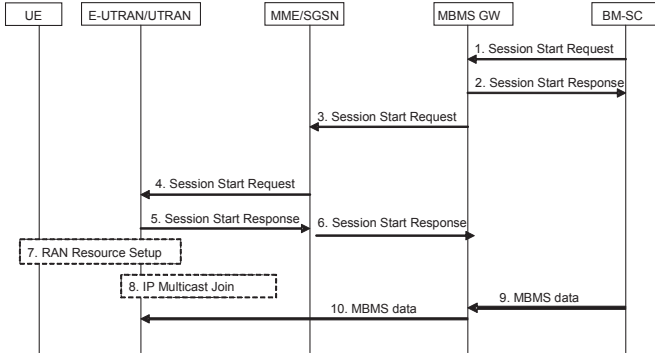 UE
E-UTRAN/UTRAN
MME/SGSN
MBMS GW
BM-SC
1. Session Start Request
2. Session Start Response
3. Session Start Request
4. Session Start Request
5. Session Start Response
6. Session Start Response
7. RAN Resource Setup
8. IP Multicast Join
9. MBMS data
10. MBMS data